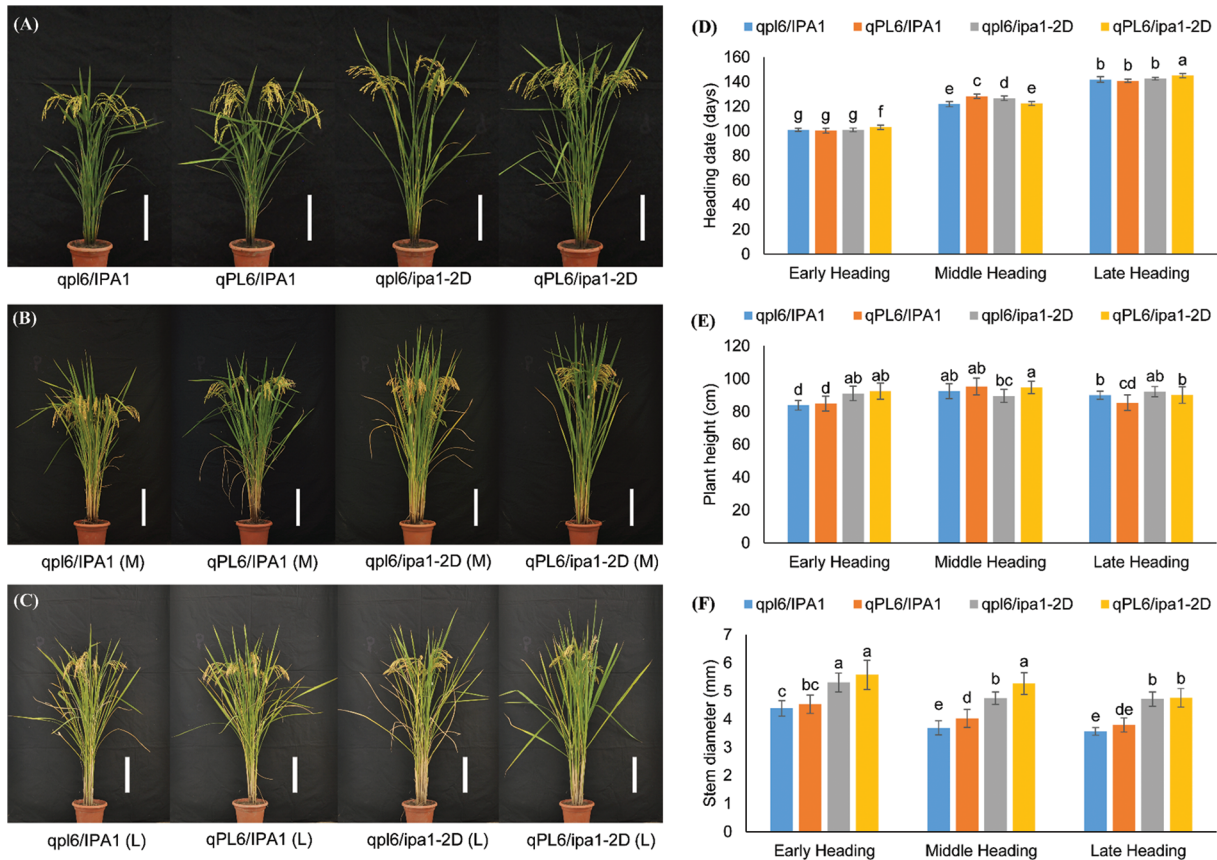 (A)
qpl6/IPA1 qPL6/IPA1 qpl6/ipa1-2D qPL6/ipa1-2D
(B)
qpl6/IPA1 (M) qPL6/IPA1 (M) qpl6/ipa1-2D (M) qPL6/ipa1-2D (M)
(C)
qpl6/IPA1 (L) qPL6/IPA1 (L) qpl6/ipa1-2D (L) qPL6/ipa1-2D (L)
(D) qpl6/IPA1 qPL6/IPA1 qpl6/ipa1-2D qPL6/ipa1-2D
Heading date (days)
160
140
120
100
80
60
40
20
0
g g g f e c d e b b b a
Early Heading Middle Heading Late Heading
(E) qpl6/IPA1 qPL6/IPA1 qpl6/ipa1-2D qPL6/ipa1-2D
Plant height (cm)
120
100
80
60
40
20
0
d d ab ab ab ab bc a b cd ab b
Early Heading Middle Heading Late Heading
(F) qpl6/IPA1 qPL6/IPA1 qpl6/ipa1-2D qPL6/ipa1-2D
Stem diameter (mm)
7
6
5
4
3
2
1
0
c bc a a e d b a e de b b
Early Heading Middle Heading Late Heading